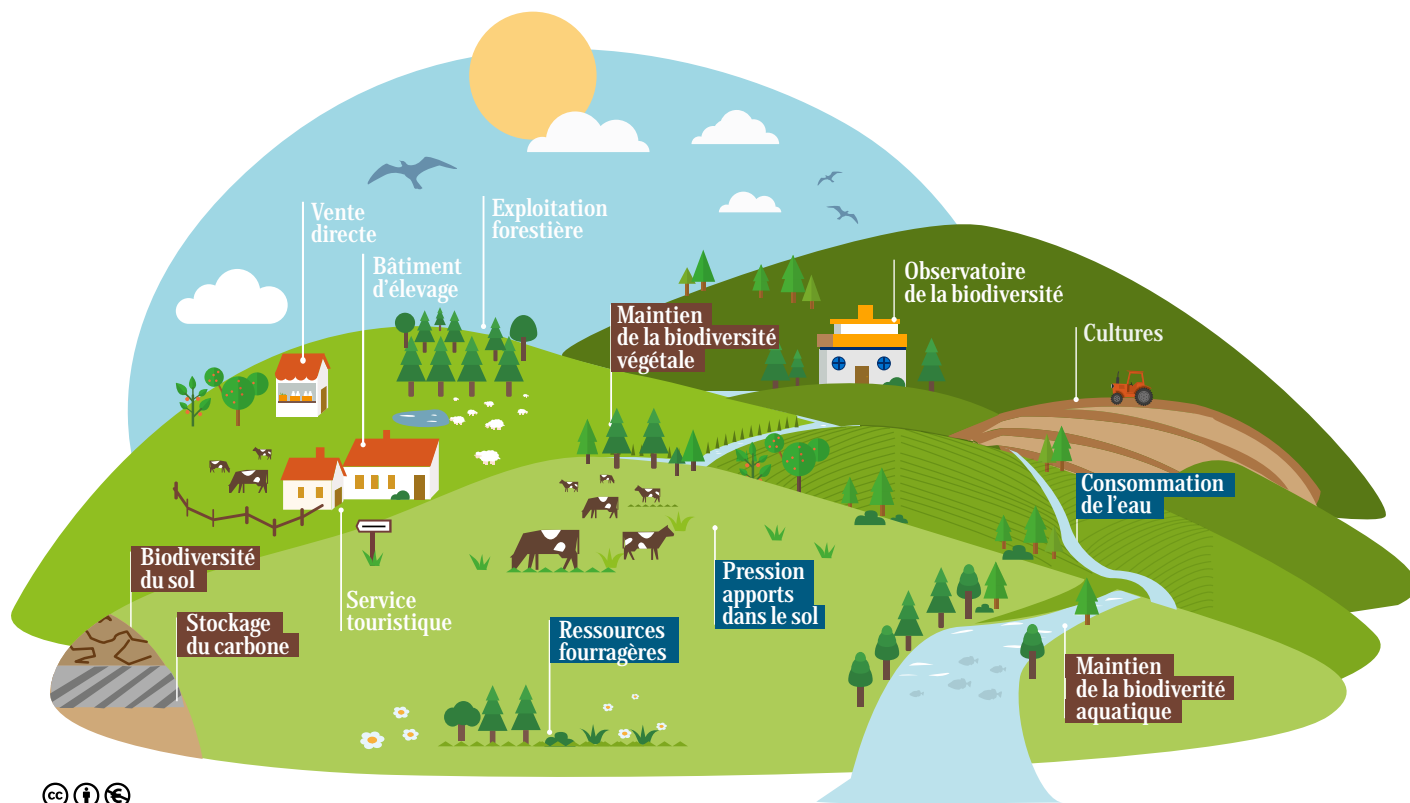 Vente
directe
Exploitation
forestière
Bâtiment
d'élevage
Observatoire
de la biodiversité
Maintien
de la biodiversité
végétale
Cultures
Consommation
de l'eau
Biodiversité
du sol
Pression
apports
dans le sol
Service
touristique
Stockage
du carbone
Ressources
fourragères
Maintien
de la biodiverité
aquatique
cc